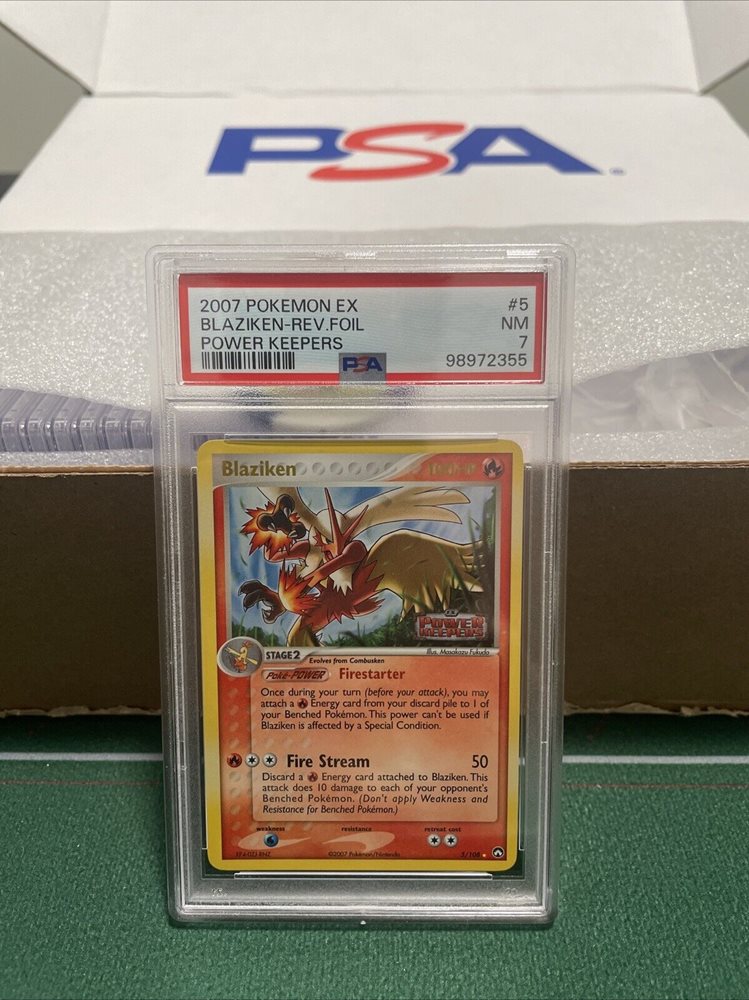 PSA.
2007 POKEMON EX #5
BLAZIKEN-REV.FOIL NM
POWER KEEPERS 7
PSA 98972355
Blaziken
POWER
KEEPERS
Illus. Masakazu Fukuda
STAGE 2
Evolves from Combusken
Poké-POWER Firestarter
Once during your turn (before your attack), you may
attach a Energy card from your discard pile to 1 of
your Benched Pokémon. This power can't be used if
Blaziken is affected by a Special Condition.
Fire Stream 50
Discard a Energy card attached to Blaziken. This
attack does 10 damage to each of your opponent's
Benched Pokémon. (Don't apply Weakness and
Resistance for Benched Pokémon.)
weakness resistance retreat cost
©2007 Pokémon/Nintendo 5/108